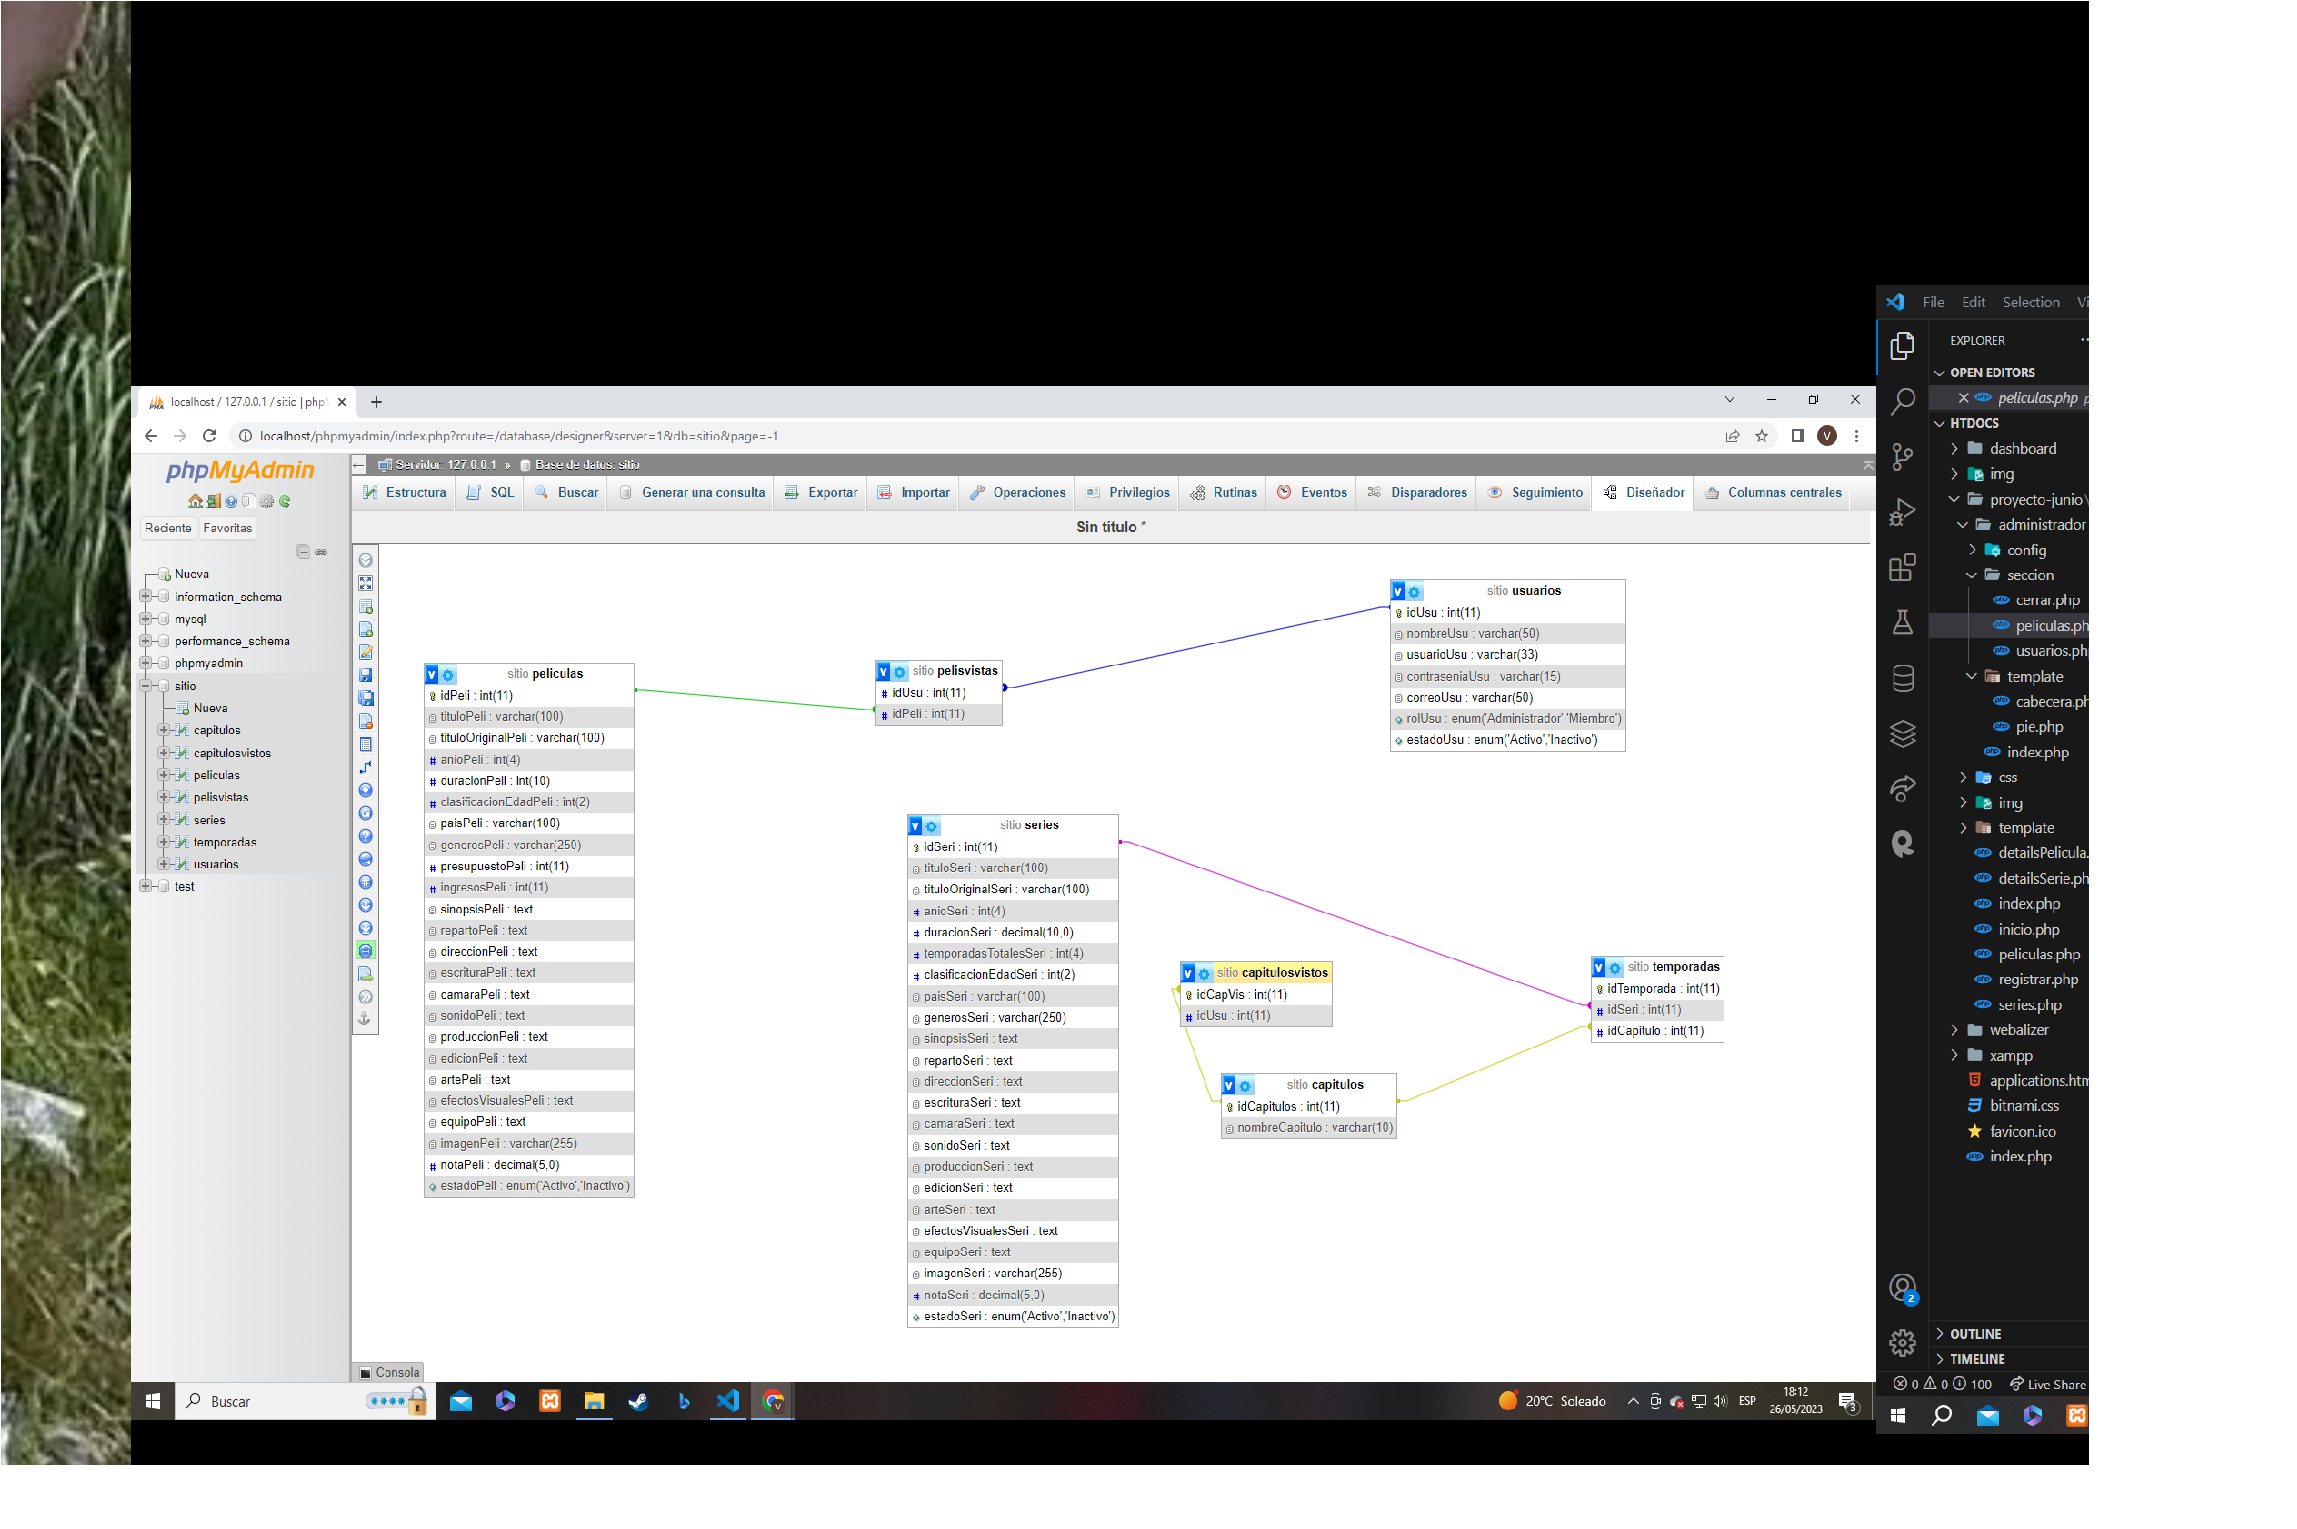 localhost / 127.0.0.1 / sitio | php
localhost/phpmyadmin/index.php?route=/database/designer&server=1&db=sitio&page=-1
V
phpMyAdmin
Reciente Favoritas
Nueva
information_schema
mysql
performance_schema
phpmyadmin
sitio
Nueva
capitulos
capitulosvistos
peliculas
pelisvistas
series
temporadas
usuarios
test
Servidor: 127.0.0.1 » Base de datos: sitio
Estructura SQL Buscar Generar una consulta Exportar Importar Operaciones Privilegios Rutinas Eventos Disparadores Seguimiento Diseñador Columnas centrales
Sin título *
sitio peliculas
idPeli : int(11)
tituloPeli : varchar(100)
tituloOriginalPeli : varchar(100)
anioPeli : int(4)
duracionPeli : int(10)
clasificacionEdadPeli : int(2)
paisPeli : varchar(100)
generosPeli : varchar(250)
presupuestoPeli : int(11)
ingresosPeli : int(11)
sinopsisPeli : text
repartoPeli : text
direccionPeli : text
escrituraPeli : text
camaraPeli : text
sonidoPeli : text
produccionPeli : text
edicionPeli : text
artePeli : text
efectosVisualesPeli : text
equipoPeli : text
imagenPeli : varchar(255)
notaPeli : decimal(5,0)
estadoPeli : enum('Activo','Inactivo')
sitio pelisvistas
idUsu : int(11)
idPeli : int(11)
sitio usuarios
idUsu : int(11)
nombreUsu : varchar(50)
usuarioUsu : varchar(33)
contraseniaUsu : varchar(15)
correoUsu : varchar(50)
rolUsu : enum('Administrador' 'Miembro')
estadoUsu : enum('Activo','Inactivo')
sitio series
idSeri : int(11)
tituloSeri : varchar(100)
tituloOriginalSeri : varchar(100)
anioSeri : int(4)
duracionSeri : decimal(10,0)
temporadasTotalesSeri : int(4)
clasificacionEdadSeri : int(2)
paisSeri : varchar(100)
generosSeri : varchar(250)
sinopsisSeri : text
repartoSeri : text
direccionSeri : text
escrituraSeri : text
camaraSeri : text
sonidoSeri : text
produccionSeri : text
edicionSeri : text
arteSeri : text
efectosVisualesSeri : text
equipoSeri : text
imagenSeri : varchar(255)
notaSeri : decimal(5,0)
estadoSeri : enum('Activo','Inactivo')
sitio capitulosvistos
idCapVis : int(11)
idUsu : int(11)
sitio capitulos
idCapitulos : int(11)
nombreCapitulo : varchar(10)
sitio temporadas
idTemporada : int(11)
idSeri : int(11)
idCapitulo : int(11)
Consola
Buscar
20°C Soleado
ESP
18:12
26/05/2023
3
File Edit Selection Vi
EXPLORER
OPEN EDITORS
peliculas.php p
HTDOCS
dashboard
img
proyecto-junio\
administrador
config
seccion
cerrar.php
peliculas.ph
usuarios.php
template
cabecera.ph
pie.php
index.php
css
img
template
detailsPelicula.
detailsSerie.ph
index.php
inicio.php
peliculas.php
registrar.php
series.php
webalizer
xampp
applications.htm
bitnami.css
favicon.ico
index.php
2
OUTLINE
TIMELINE
0 0 100 Live Share